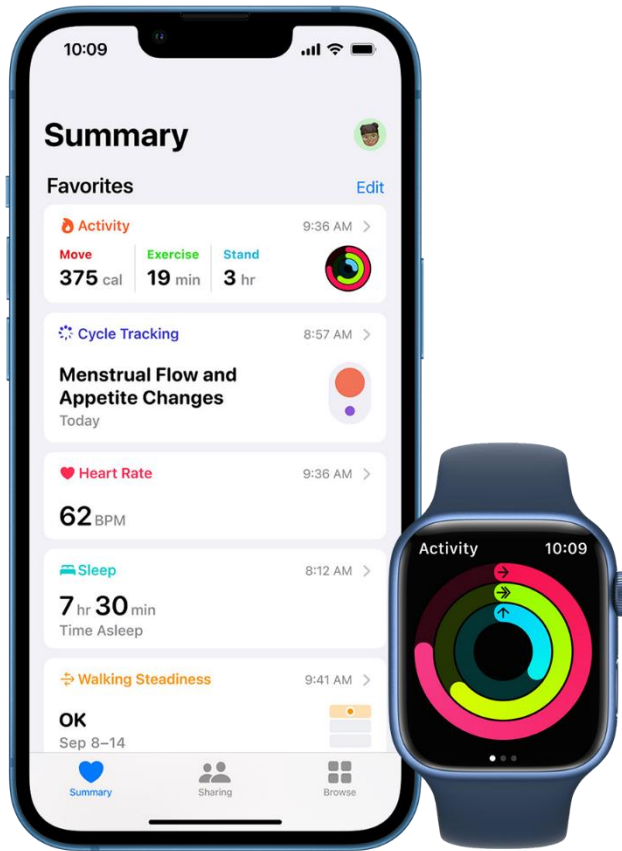 10:09
Summary
Favorites
Edit
Activity
9:36 AM
Move
Exercise
Stand
375 cal
19 min
3 hr
Cycle Tracking
8:57 AM
Menstrual Flow and
Appetite Changes
Today
Heart Rate
9:36 AM
62 BPM
Sleep
8:12 AM
7 hr 30 min
Time Asleep
Walking Steadiness
9:41 AM
OK
Sep 8–14
Summary
Sharing
Browse
Activity
10:09